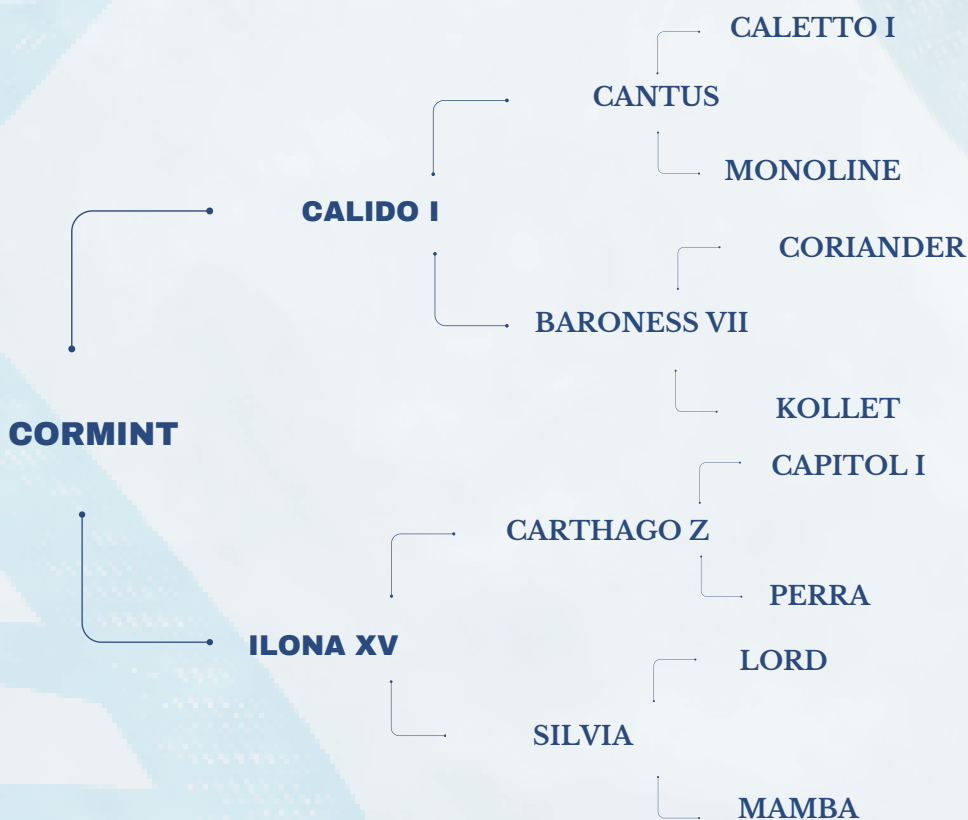 CALETTO I
CANTUS
MONOLINE
CALIDO I
CORIANDER
BARONESS VII
KOLLET
CORMINT
CAPITOL I
CARTHAGO Z
PERRA
ILONA XV
LORD
SILVIA
MAMBA